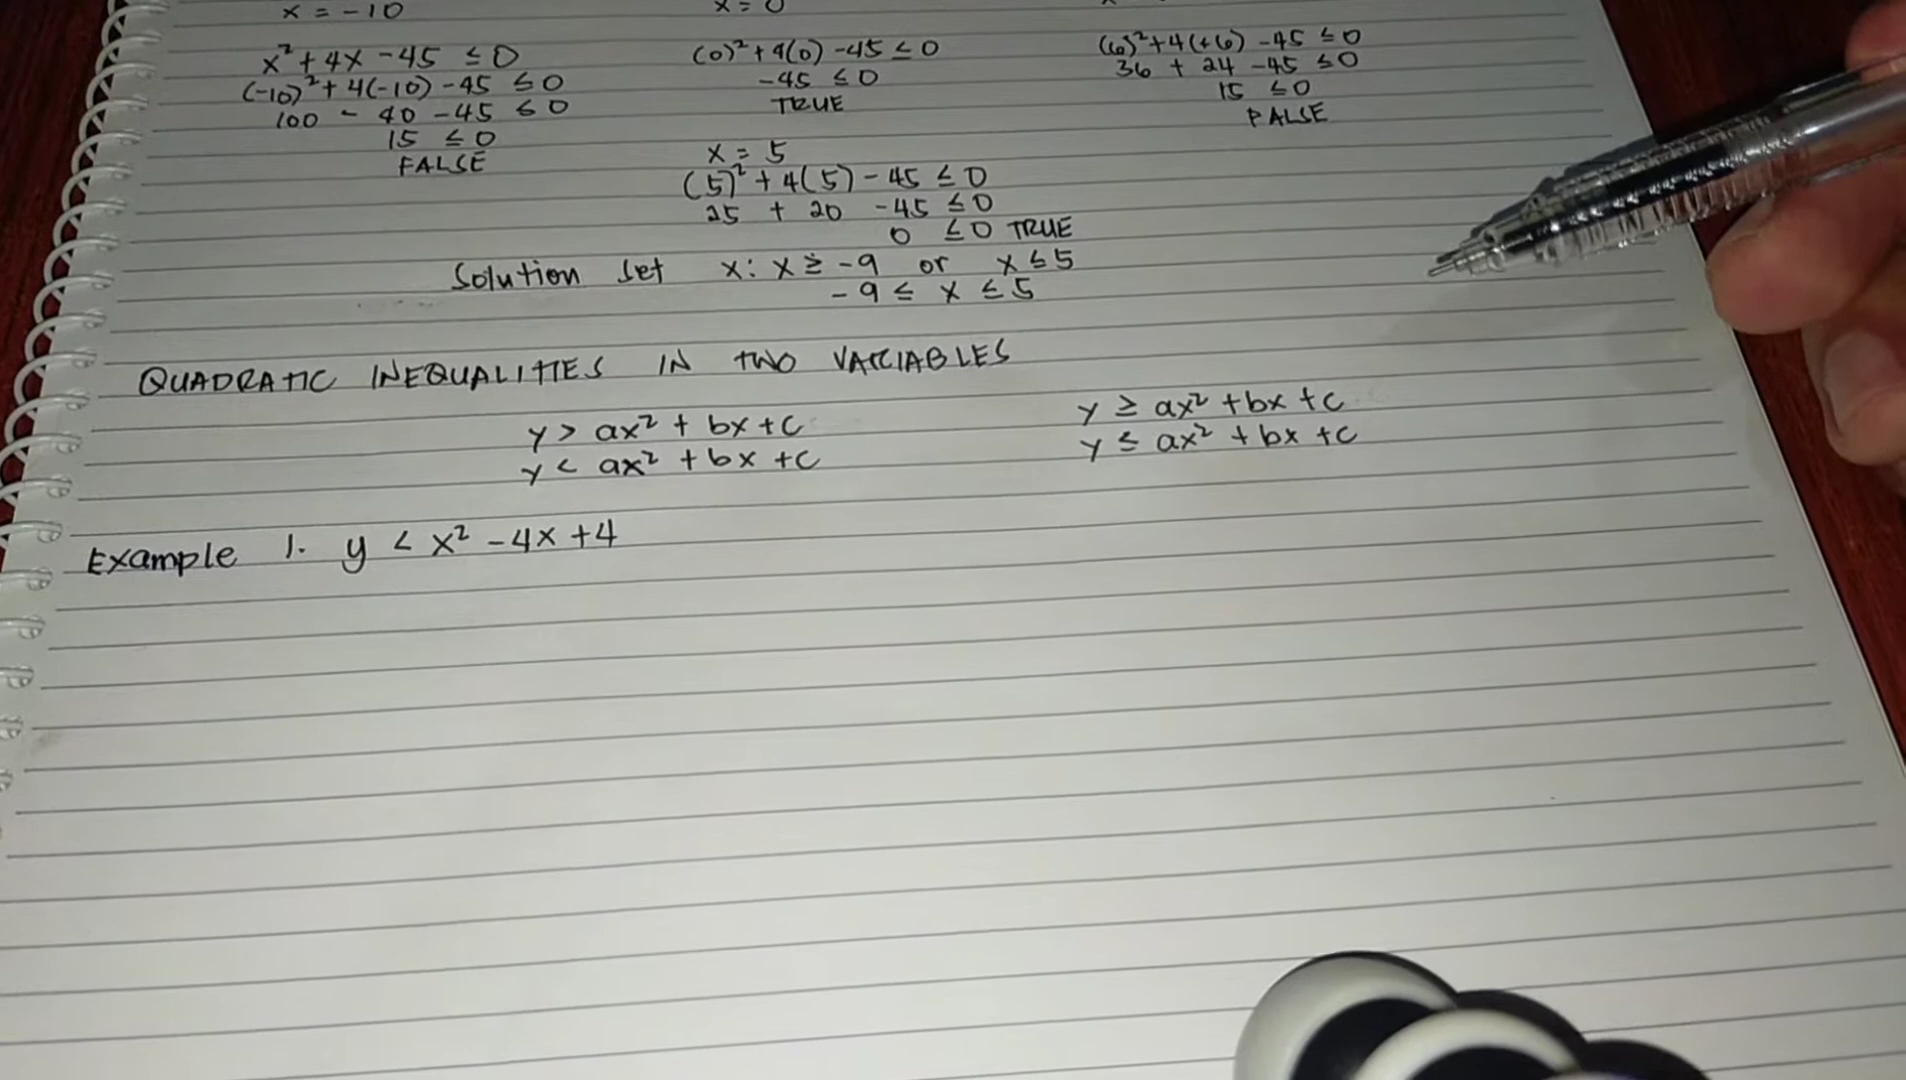 x = -10
x = 0
x² + 4x - 45 ≤ 0
(-10)² + 4(-10) - 45 ≤ 0
100 - 40 - 45 ≤ 0
15 ≤ 0
FALSE
(0)² + 4(0) - 45 ≤ 0
-45 ≤ 0
TRUE
x = 5
(5)² + 4(5) - 45 ≤ 0
25 + 20 - 45 ≤ 0
0 ≤ 0 TRUE
(6)² + 4(+6) - 45 ≤ 0
36 + 24 - 45 ≤ 0
15 ≤ 0
FALSE
Solution set x: x ≥ -9 or x ≤ 5
-9 ≤ x ≤ 5
QUADRATIC INEQUALITIES IN TWO VARIABLES
y > ax² + bx + c
y < ax² + bx + c
y ≥ ax² + bx + c
y ≤ ax² + bx + c
Example 1. y < x² - 4x + 4